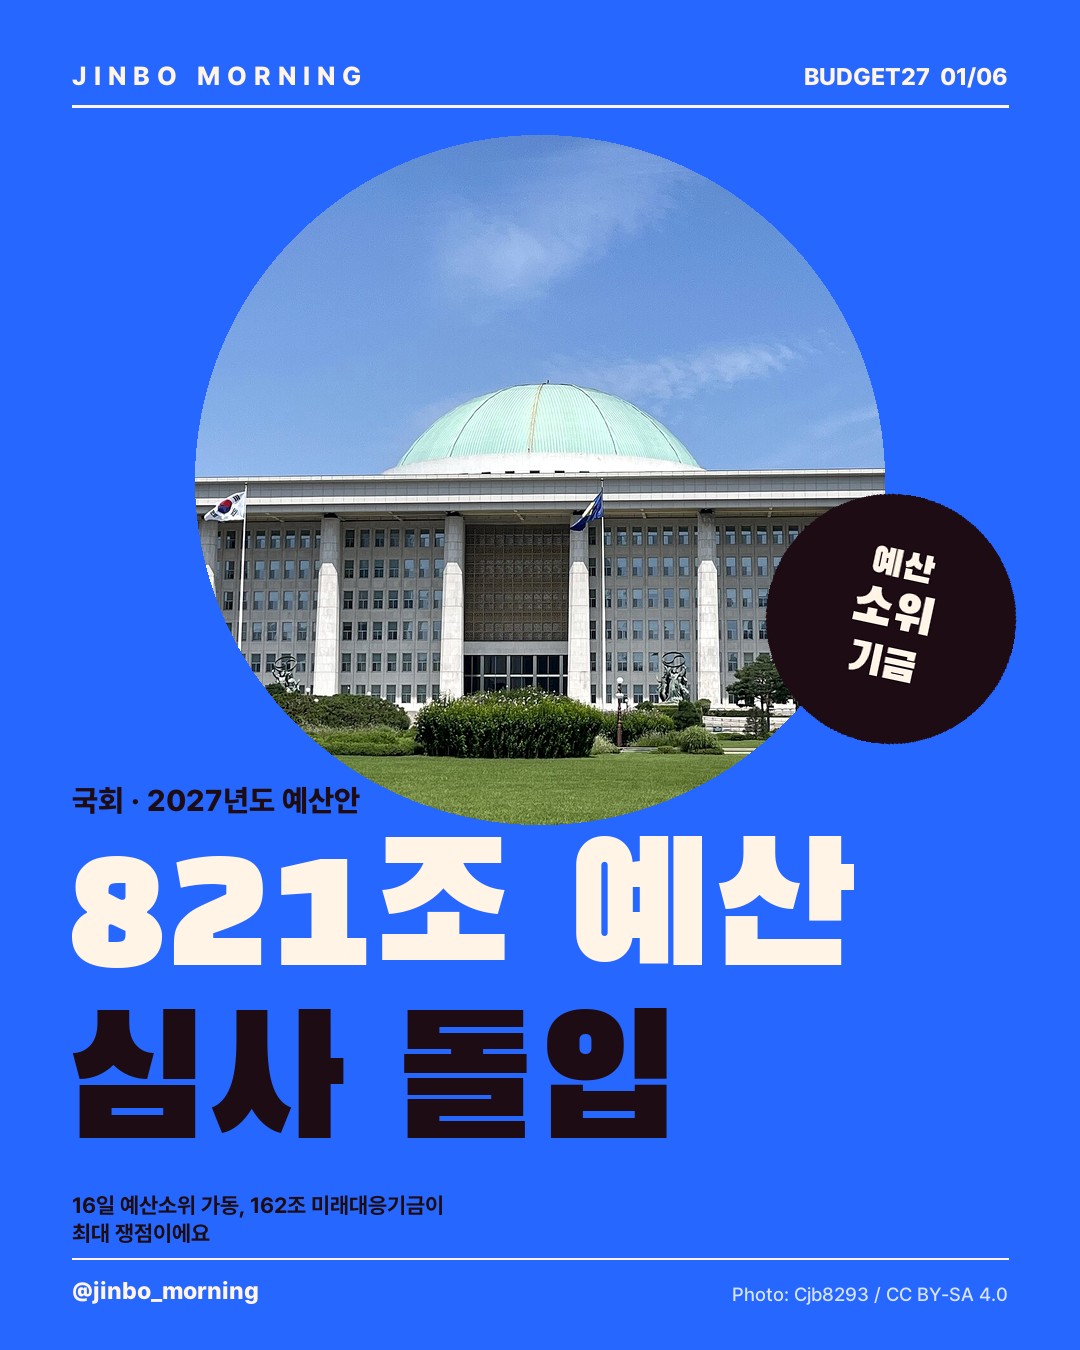 JINBO MORNING
BUDGET27 01/06
예산
소위
기금
국회 · 2027년도 예산안
821조 예산
심사 돌입
16일 예산소위 가동, 162조 미래대응기금이
최대 쟁점이에요
@jinbo_morning
Photo: Cjb8293 / CC BY-SA 4.0